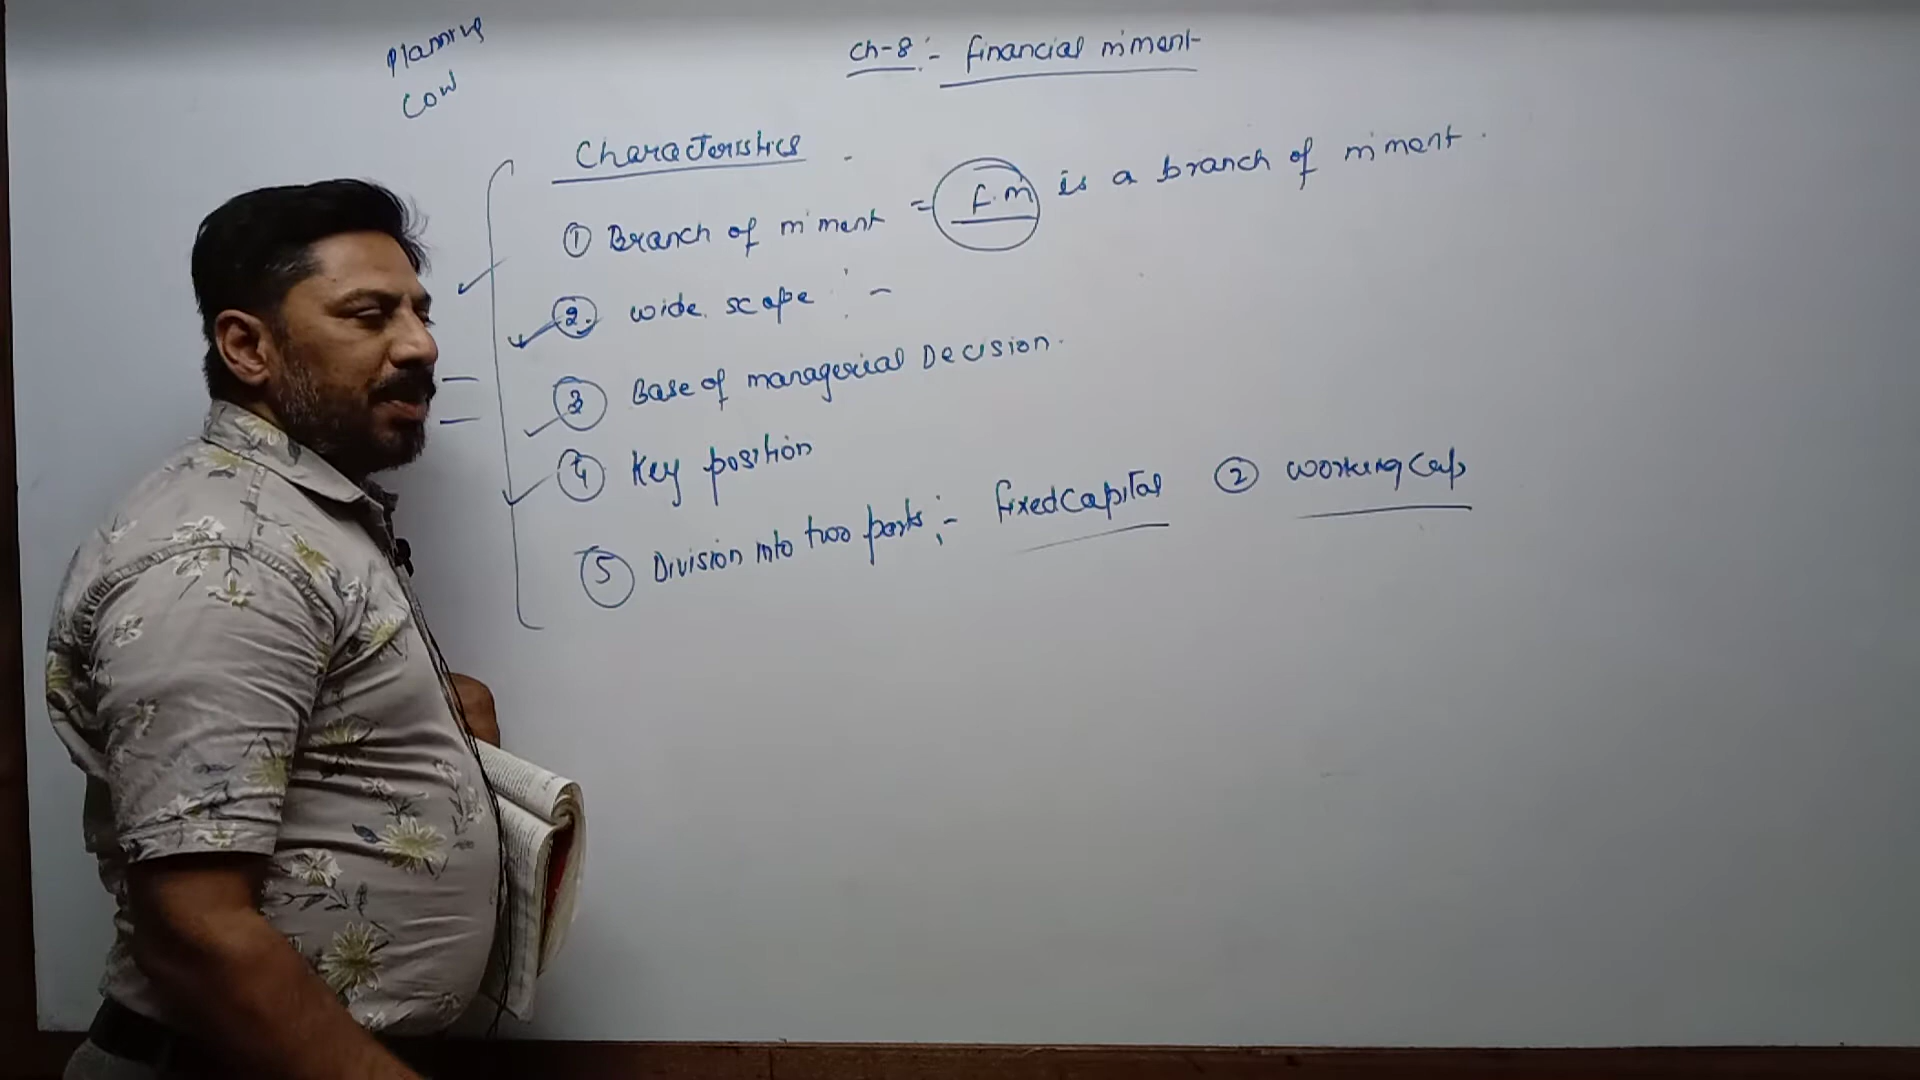 Planning
Con
Ch-8:- financial m'ment
Characteristics -
① Branch of m'ment = F.M is a branch of m'ment.
②. wide scope :-
③ Base of managerial Decision.
④ Key position
⑤ Division into two parts:- fixed capital ② working cap